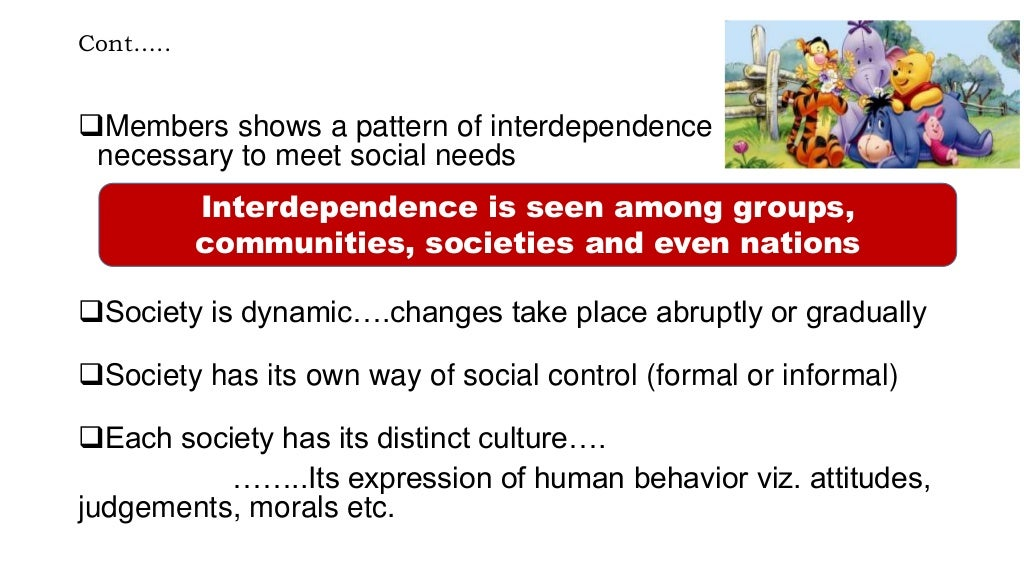 Cont…..
❑Members shows a pattern of interdependence
necessary to meet social needs
Interdependence is seen among groups,
communities, societies and even nations
❑Society is dynamic….changes take place abruptly or gradually
❑Society has its own way of social control (formal or informal)
❑Each society has its distinct culture….
……..Its expression of human behavior viz. attitudes,
judgements, morals etc.